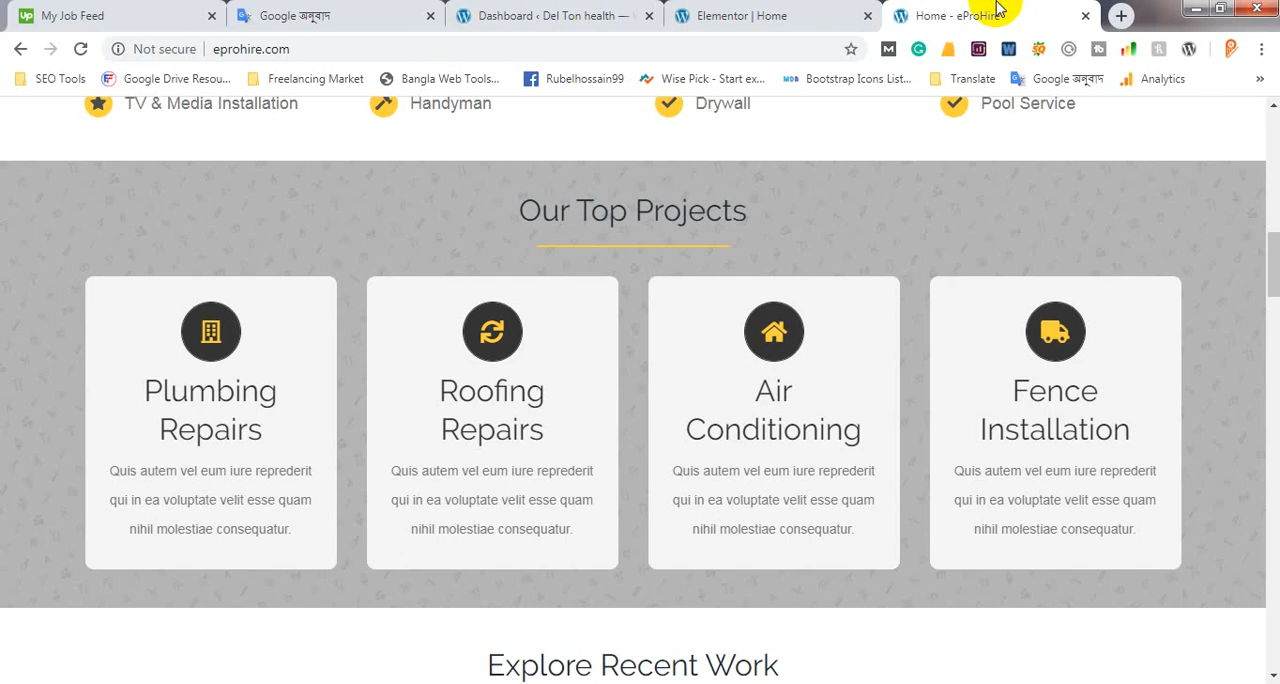 My Job Feed
Google অনুবাদ
Dashboard ‹ Del Ton health — W
Elementor | Home
Home - eProHire
Not secure
eprohire.com
SEO Tools
Google Drive Resou...
Freelancing Market
Bangla Web Tools...
Rubelhossain99
Wise Pick - Start ex...
Bootstrap Icons List...
Translate
Google অনুবাদ
Analytics
»
TV & Media Installation
Handyman
Drywall
Pool Service
Our Top Projects
Plumbing
Repairs
Quis autem vel eum iure reprederit
qui in ea voluptate velit esse quam
nihil molestiae consequatur.
Roofing
Repairs
Quis autem vel eum iure reprederit
qui in ea voluptate velit esse quam
nihil molestiae consequatur.
Air
Conditioning
Quis autem vel eum iure reprederit
qui in ea voluptate velit esse quam
nihil molestiae consequatur.
Fence
Installation
Quis autem vel eum iure reprederit
qui in ea voluptate velit esse quam
nihil molestiae consequatur.
Explore Recent Work